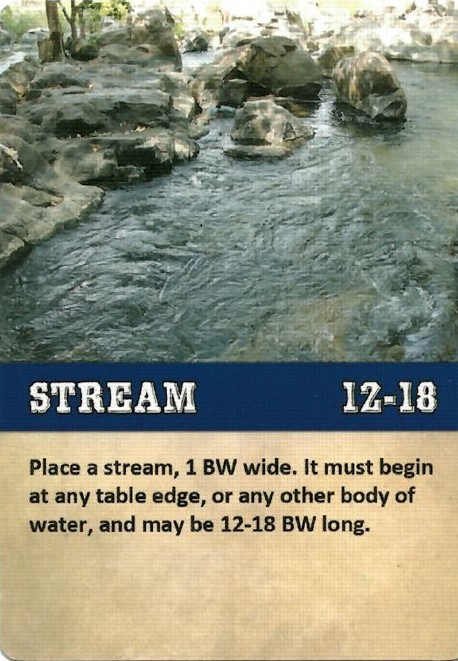 STREAM 12-18
Place a stream, 1 BW wide. It must begin
at any table edge, or any other body of
water, and may be 12-18 BW long.